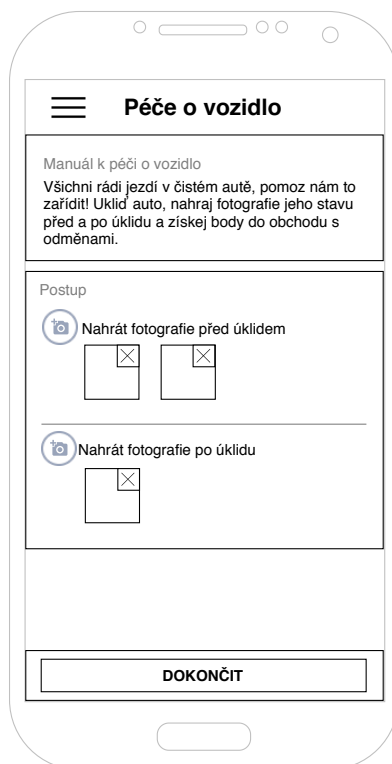 Péče o vozidlo
Manuál k péči o vozidlo
Všichni rádi jezdí v čistém autě, pomoz nám to
zařídit! Ukliď auto, nahraj fotografie jeho stavu
před a po úklidu a získej body do obchodu s
odměnami.
Postup
Nahrát fotografie před úklidem
Nahrát fotografie po úklidu
DOKONČIT